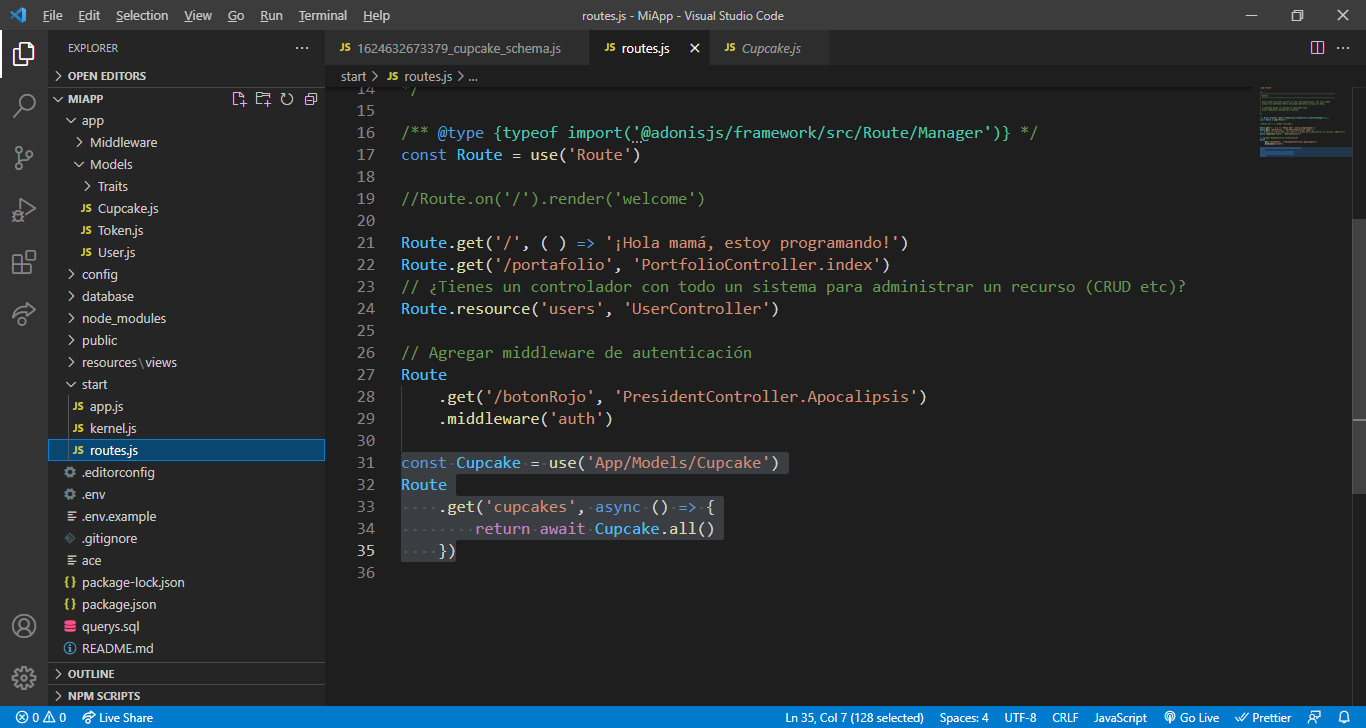 File Edit Selection View Go Run Terminal Help
routes.js - MiApp - Visual Studio Code
EXPLORER
OPEN EDITORS
MIAPP
app
Middleware
Models
Traits
JS Cupcake.js
JS Token.js
JS User.js
config
database
node_modules
public
resources\views
start
JS app.js
JS kernel.js
JS routes.js
.editorconfig
.env
.env.example
.gitignore
ace
{} package-lock.json
{} package.json
querys.sql
README.md
OUTLINE
NPM SCRIPTS
JS 1624632673379_cupcake_schema.js
JS routes.js
JS Cupcake.js
start > JS routes.js > ...
14 */
15
16 /** @type {typeof import('@adonisjs/framework/src/Route/Manager')} */
17 const Route = use('Route')
18
19 //Route.on('/').render('welcome')
20
21 Route.get('/', ( ) => '¡Hola mamá, estoy programando!')
22 Route.get('/portafolio', 'PortfolioController.index')
23 // ¿Tienes un controlador con todo un sistema para administrar un recurso (CRUD etc)?
24 Route.resource('users', 'UserController')
25
26 // Agregar middleware de autenticación
27 Route
28 .get('/botonRojo', 'PresidentController.Apocalipsis')
29 .middleware('auth')
30
31 const Cupcake = use('App/Models/Cupcake')
32 Route
33 .get('cupcakes', async () => {
34 return await Cupcake.all()
35 })
36
0 0 Live Share
Ln 35, Col 7 (128 selected) Spaces: 4 UTF-8 CRLF JavaScript Go Live Prettier